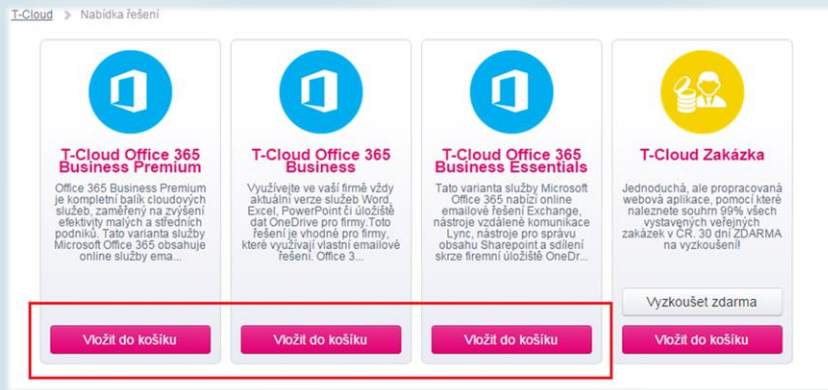 T-Cloud > Nabídka řešení
T-Cloud Office 365
Business Premium
Office 365 Business Premium
je kompletní balík cloudových
služeb, zaměřený na zvýšení
efektivity malých a středních
podniků. Tato varianta služby
Microsoft Office 365 obsahuje
online služby ema...
Vložit do košíku
T-Cloud Office 365
Business
Využívejte ve vaší firmě vždy
aktuální verze služeb Word,
Excel, PowerPoint či úložiště
dat OneDrive pro firmy.Toto
řešení je vhodné pro firmy,
které využívají vlastní emailové
řešení. Office 3...
Vložit do košíku
T-Cloud Office 365
Business Essentials
Tato varianta služby Microsoft
Office 365 nabízí online
emailové řešení Exchange,
nástroje vzdálené komunikace
Lync, nástroje pro správu
obsahu Sharepoint a sdílení
skrze firemní úložiště OneDr...
Vložit do košíku
T-Cloud Zakázka
Jednoduchá, ale propracovaná
webová aplikace, pomocí které
naleznete souhrn 99% všech
vystavených veřejných
zakázek v ČR. 30 dní ZDARMA
na vyzkoušení!
Vyzkoušet zdarma
Vložit do košíku